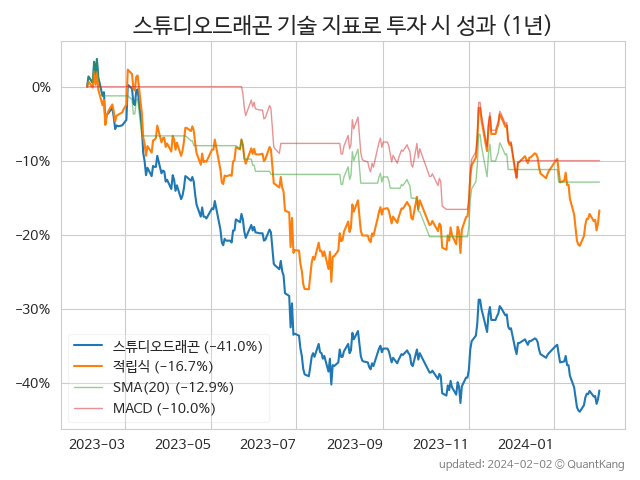 스튜디오드래곤 기술 지표로 투자 시 성과 (1년)
0%
−10%
−20%
−30%
−40%
스튜디오드래곤 (−41.0%)
적립식 (−16.7%)
SMA(20) (−12.9%)
MACD (−10.0%)
2023-03 2023-05 2023-07 2023-09 2023-11 2024-01
updated: 2024-02-02 © QuantKang